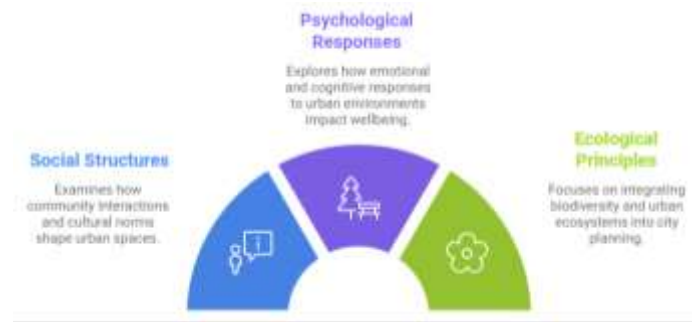 Psychological
Responses
Explores how emotional
and cognitive responses
to urban environments
impact wellbeing.
Social Structures
Examines how
community interactions
and cultural norms
shape urban spaces.
Ecological
Principles
Focuses on integrating
biodiversity and urban
ecosystems into city
planning.